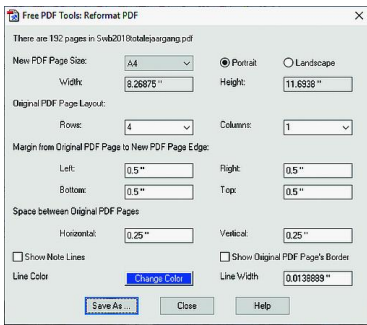 Free PDF Tools: Reformat PDF
There are 192 pages in Swb2018totalejaargang.pdf
New PDF Page Size: A4 Portrait Landscape
Width: 8.26875 " Height: 11.6938 "
Original PDF Page Layout:
Rows: 4 Columns: 1
Margin from Original PDF Page to New PDF Page Edge:
Left: 0.5 " Right: 0.5 "
Bottom: 0.5 " Top: 0.5 "
Space between Original PDF Pages
Horizontal: 0.25 " Vertical: 0.25 "
Show Note Lines Show Original PDF Page's Border
Line Color Change Color Line Width 0.0138889 "
Save As ... Close Help